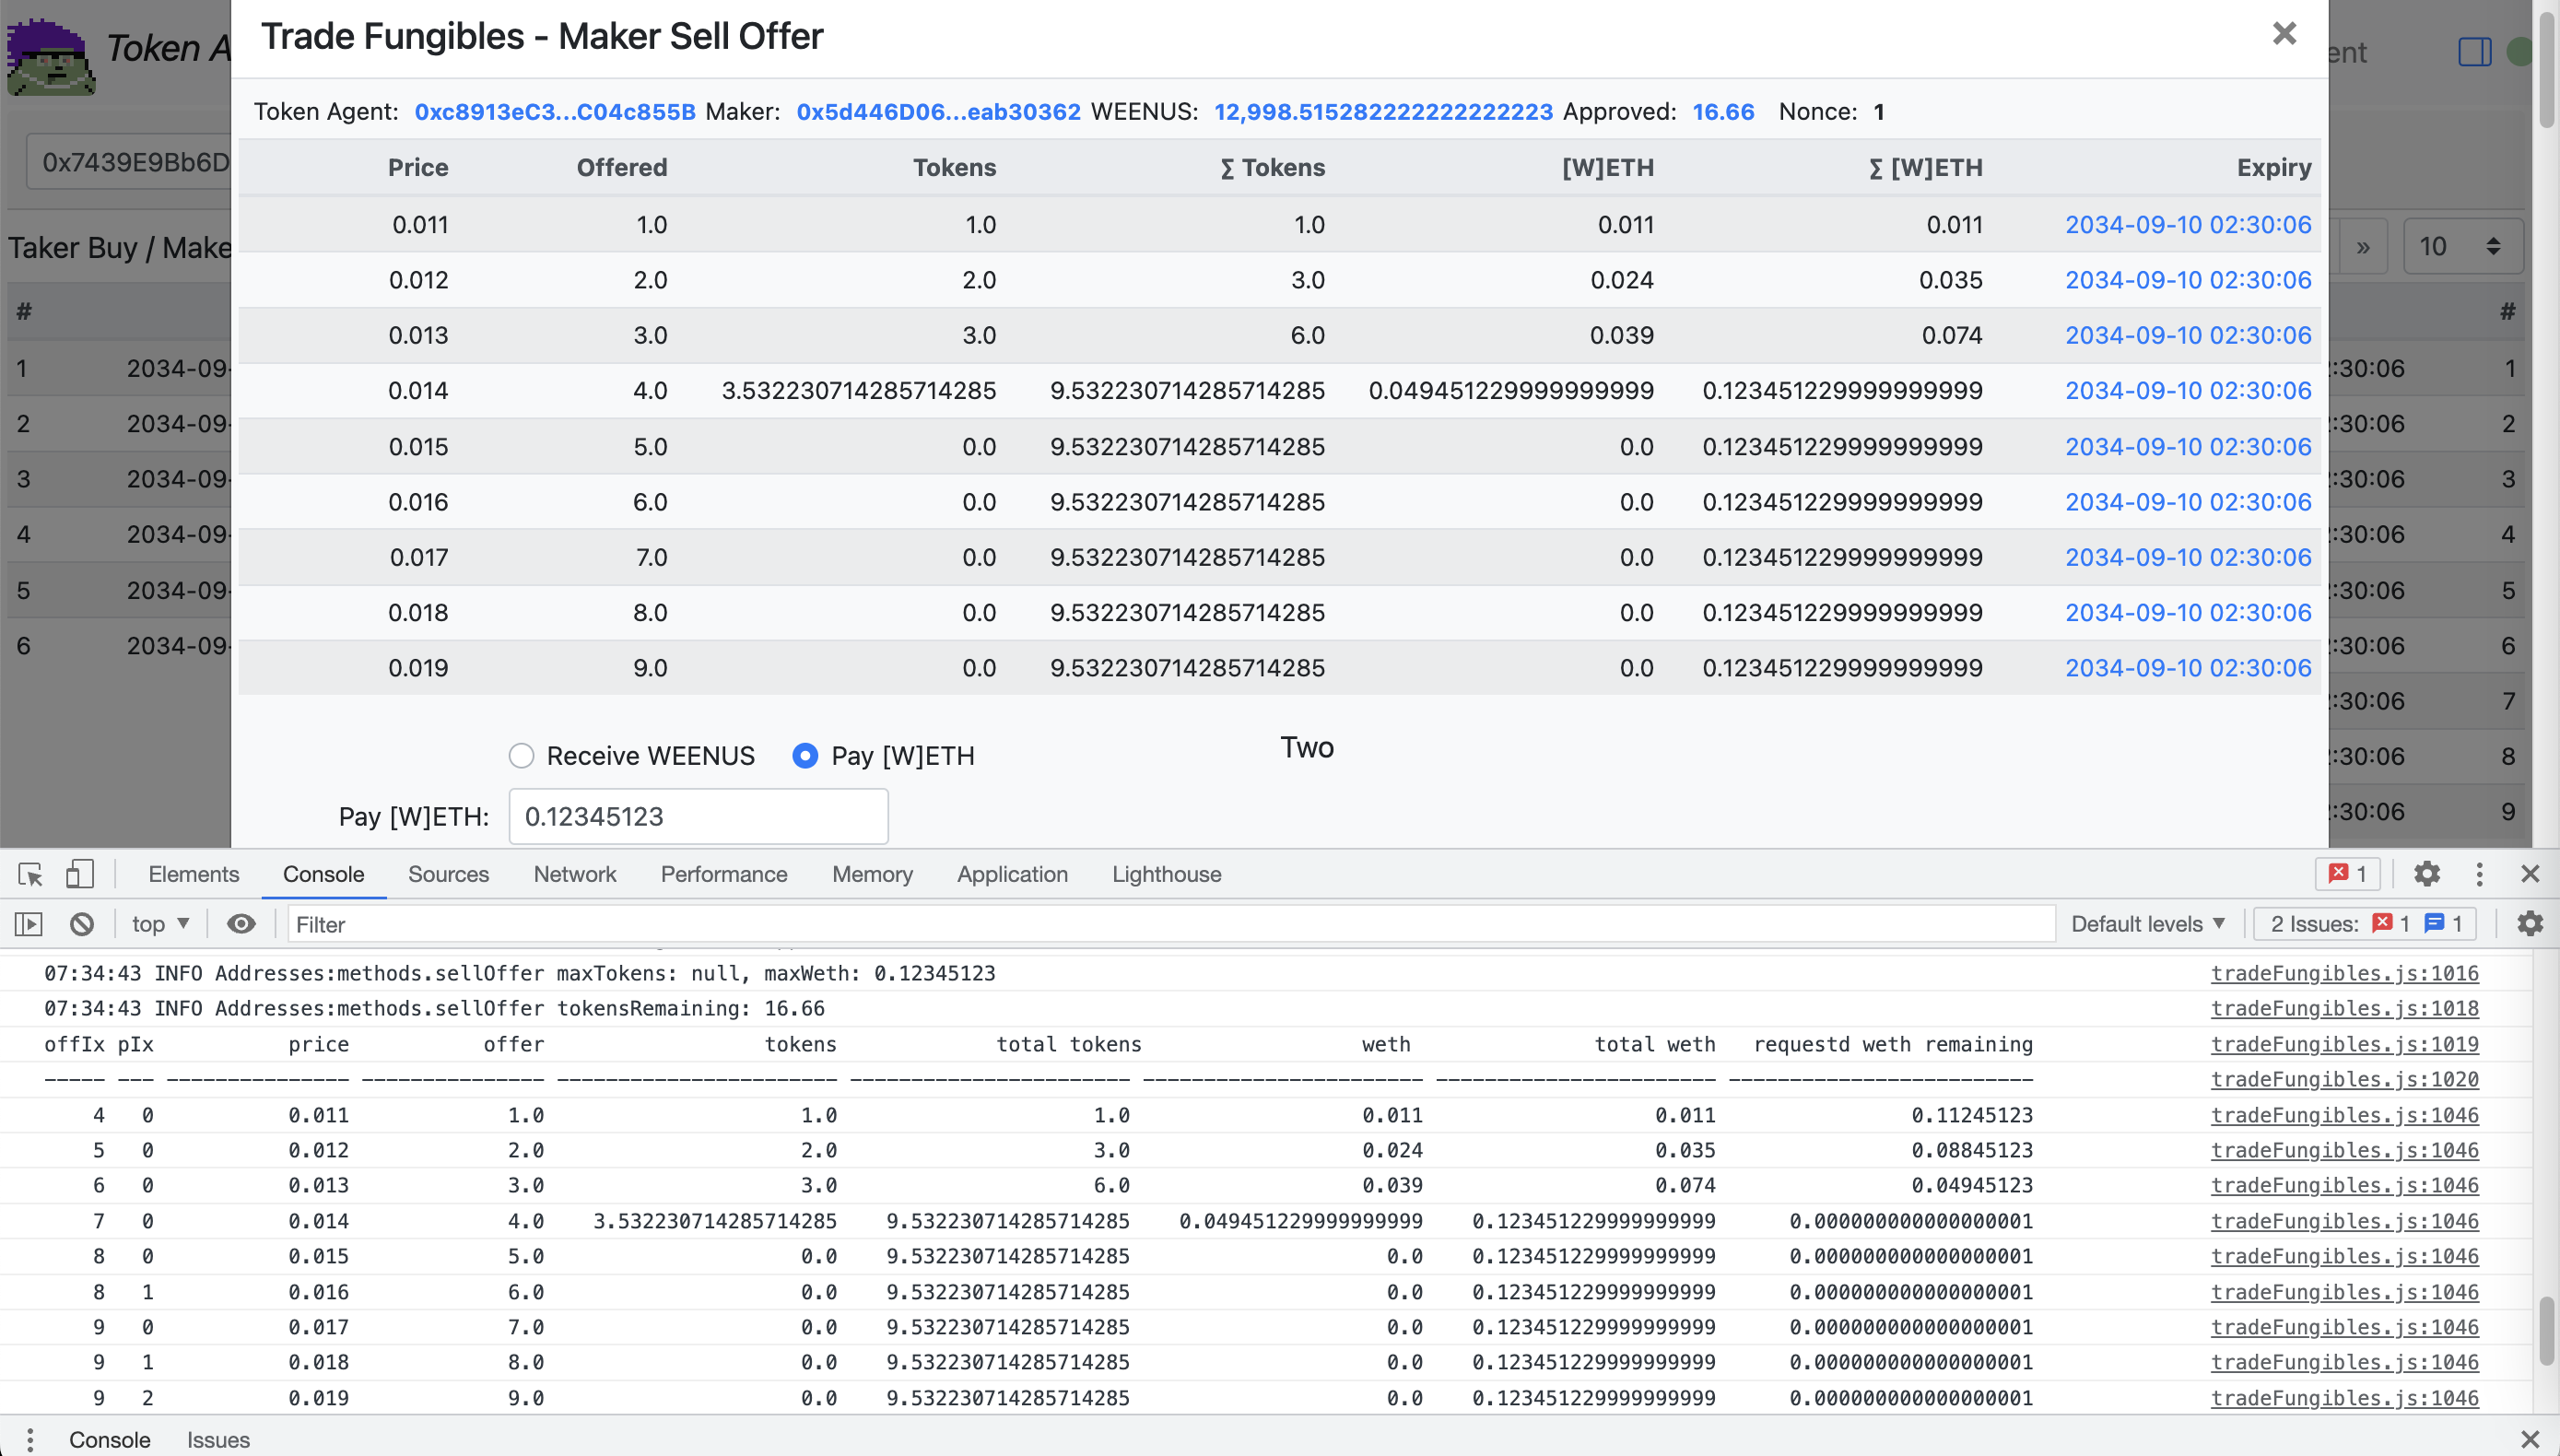 Token A
Trade Fungibles - Maker Sell Offer
×
ent
Token Agent: 0xc8913eC3...C04c855B Maker: 0x5d446D06...eab30362 WEENUS: 12,998.515282222222222223 Approved: 16.66 Nonce: 1
0x7439E9Bb6D
Price Offered Tokens ∑ Tokens [W]ETH ∑ [W]ETH Expiry
0.011 1.0 1.0 1.0 0.011 0.011 2034-09-10 02:30:06
Taker Buy / Make
» 10
0.012 2.0 2.0 3.0 0.024 0.035 2034-09-10 02:30:06
# #
0.013 3.0 3.0 6.0 0.039 0.074 2034-09-10 02:30:06
1 2034-09- :30:06 1
0.014 4.0 3.532230714285714285 9.532230714285714285 0.049451229999999999 0.123451229999999999 2034-09-10 02:30:06
2 2034-09- :30:06 2
0.015 5.0 0.0 9.532230714285714285 0.0 0.123451229999999999 2034-09-10 02:30:06
3 2034-09- :30:06 3
0.016 6.0 0.0 9.532230714285714285 0.0 0.123451229999999999 2034-09-10 02:30:06
4 2034-09- :30:06 4
0.017 7.0 0.0 9.532230714285714285 0.0 0.123451229999999999 2034-09-10 02:30:06
5 2034-09- :30:06 5
0.018 8.0 0.0 9.532230714285714285 0.0 0.123451229999999999 2034-09-10 02:30:06
6 2034-09- :30:06 6
0.019 9.0 0.0 9.532230714285714285 0.0 0.123451229999999999 2034-09-10 02:30:06
:30:06 7
Receive WEENUS Pay [W]ETH Two
:30:06 8
Pay [W]ETH: 0.12345123
:30:06 9
Elements Console Sources Network Performance Memory Application Lighthouse 1
top Filter Default levels 2 Issues: 1 1
07:34:43 INFO Addresses:methods.sellOffer maxTokens: null, maxWeth: 0.12345123 tradeFungibles.js:1016
07:34:43 INFO Addresses:methods.sellOffer tokensRemaining: 16.66 tradeFungibles.js:1018
offIx pIx price offer tokens total tokens weth total weth requestd weth remaining tradeFungibles.js:1019
----- --- --------------- --------------- ----------------------- ----------------------- ----------------------- ----------------------- ------------------------- tradeFungibles.js:1020
4 0 0.011 1.0 1.0 1.0 0.011 0.011 0.11245123 tradeFungibles.js:1046
5 0 0.012 2.0 2.0 3.0 0.024 0.035 0.08845123 tradeFungibles.js:1046
6 0 0.013 3.0 3.0 6.0 0.039 0.074 0.04945123 tradeFungibles.js:1046
7 0 0.014 4.0 3.532230714285714285 9.532230714285714285 0.049451229999999999 0.123451229999999999 0.000000000000000001 tradeFungibles.js:1046
8 0 0.015 5.0 0.0 9.532230714285714285 0.0 0.123451229999999999 0.000000000000000001 tradeFungibles.js:1046
8 1 0.016 6.0 0.0 9.532230714285714285 0.0 0.123451229999999999 0.000000000000000001 tradeFungibles.js:1046
9 0 0.017 7.0 0.0 9.532230714285714285 0.0 0.123451229999999999 0.000000000000000001 tradeFungibles.js:1046
9 1 0.018 8.0 0.0 9.532230714285714285 0.0 0.123451229999999999 0.000000000000000001 tradeFungibles.js:1046
9 2 0.019 9.0 0.0 9.532230714285714285 0.0 0.123451229999999999 0.000000000000000001 tradeFungibles.js:1046
Console Issues